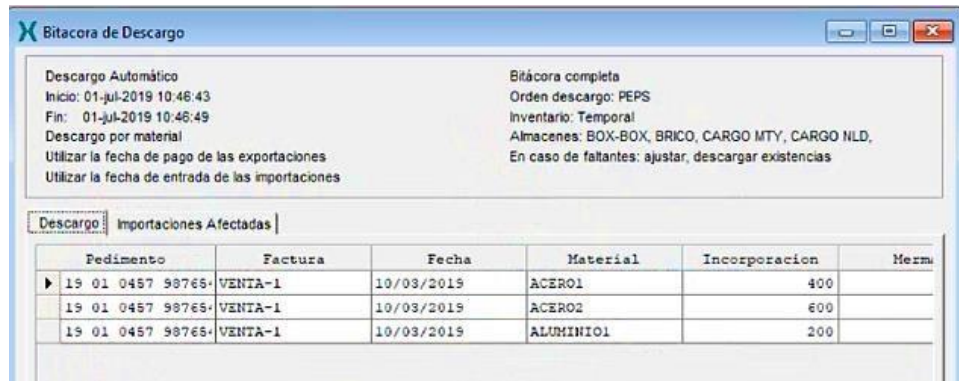 Bitacora de Descargo
Descargo Automático
Inicio: 01-jul-2019 10:46:43
Fin: 01-jul-2019 10:46:49
Descargo por material
Utilizar la fecha de pago de las exportaciones
Utilizar la fecha de entrada de las importaciones
Bitácora completa
Orden descargo: PEPS
Inventario: Temporal
Almacenes: BOX-BOX, BRICO, CARGO MTY, CARGO NLD,
En caso de faltantes: ajustar, descargar existencias
Descargo Importaciones Afectadas
Pedimento Factura Fecha Material Incorporacion Merma
19 01 0457 98765 VENTA-1 10/03/2019 ACERO1 400
19 01 0457 98765 VENTA-1 10/03/2019 ACERO2 600
19 01 0457 98765 VENTA-1 10/03/2019 ALUMINIO1 200